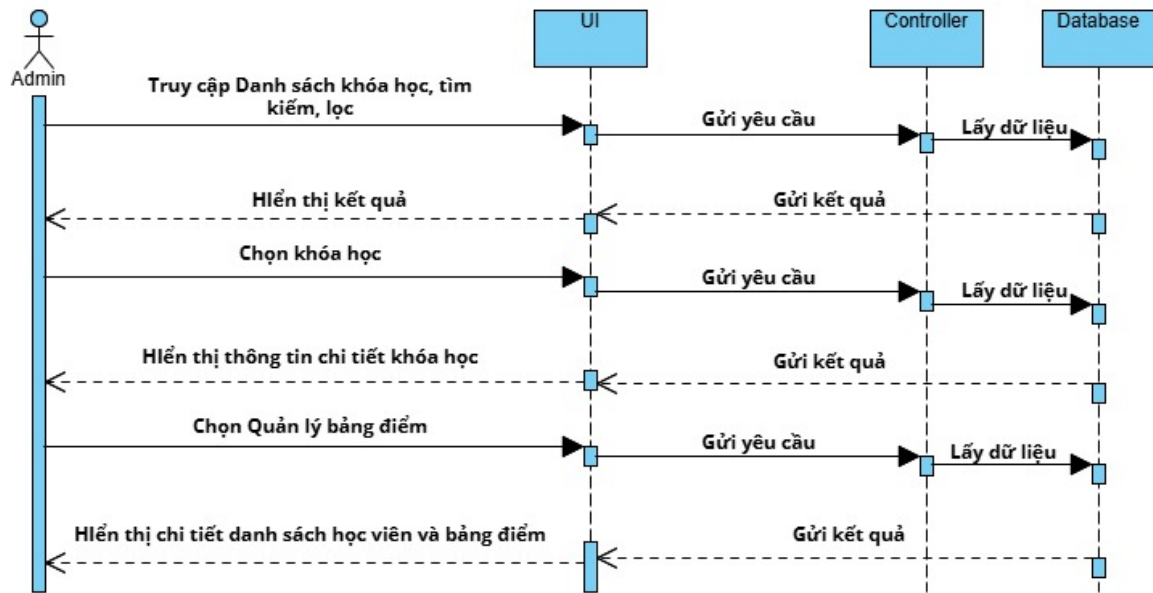 UI
Controller
Database
Admin
Truy cập Danh sách khóa học, tìm
kiếm, lọc
Gửi yêu cầu
Lấy dữ liệu
HIển thị kết quả
Gửi kết quả
Chọn khóa học
Gửi yêu cầu
Lấy dữ liệu
HIển thị thông tin chi tiết khóa học
Gửi kết quả
Chọn Quản lý bảng điểm
Gửi yêu cầu
Lấy dữ liệu
HIển thị chi tiết danh sách học viên và bảng điểm
Gửi kết quả